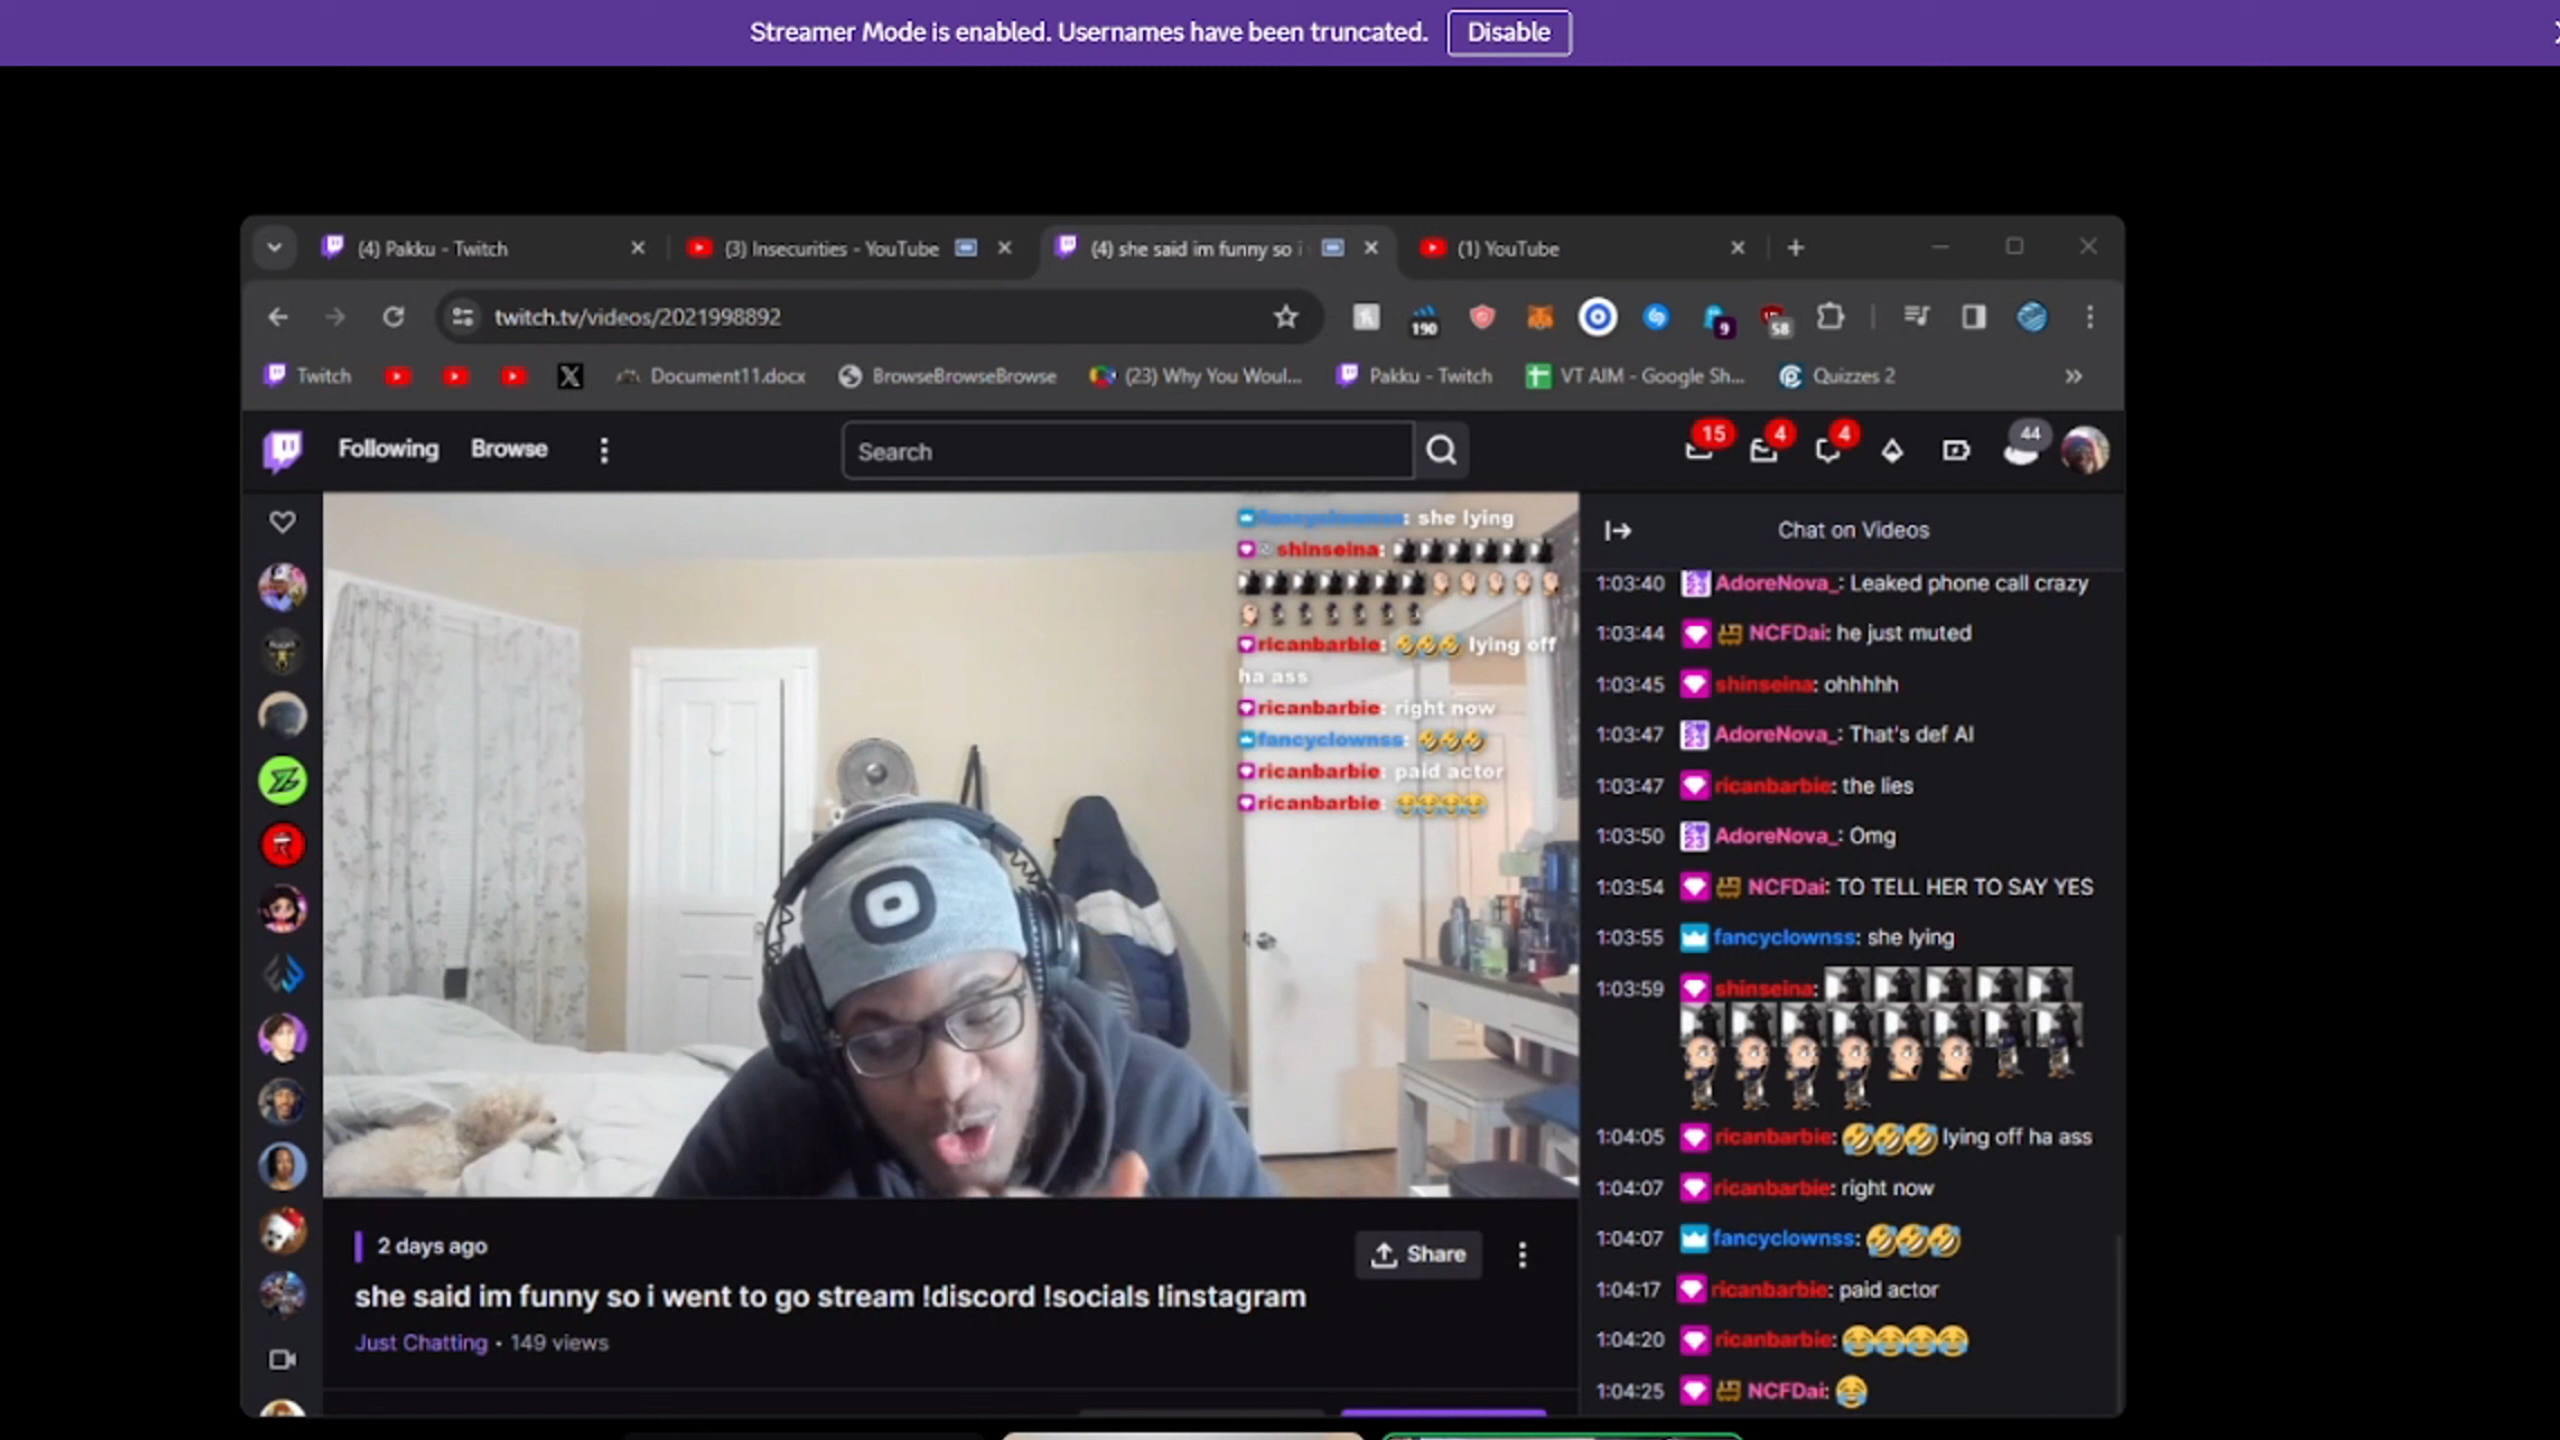 Streamer Mode is enabled. Usernames have been truncated. Disable
(4) Pakku - Twitch
(3) Insecurities - YouTube
(4) she said im funny so i
(1) YouTube
twitch.tv/videos/2021998892
190
9
58
Twitch
Document11.docx
BrowseBrowseBrowse
(23) Why You Woul...
Pakku - Twitch
VT AIM - Google Sh...
Quizzes 2
Following Browse
Search
15
4
4
44
fancyclownss: she lying
shinseina:
ricanbarbie: 🤣🤣🤣 lying off
ha ass
ricanbarbie: right now
fancyclownss: 🤣🤣🤣
ricanbarbie: paid actor
ricanbarbie: 😂😂😂😂
Chat on Videos
1:03:40 AdoreNova_: Leaked phone call crazy
1:03:44 NCFDai: he just muted
1:03:45 shinseina: ohhhhh
1:03:47 AdoreNova_: That's def AI
1:03:47 ricanbarbie: the lies
1:03:50 AdoreNova_: Omg
1:03:54 NCFDai: TO TELL HER TO SAY YES
1:03:55 fancyclownss: she lying
1:03:59 shinseina:
1:04:05 ricanbarbie: 🤣🤣🤣 lying off ha ass
1:04:07 ricanbarbie: right now
1:04:07 fancyclownss: 🤣🤣🤣
1:04:17 ricanbarbie: paid actor
1:04:20 ricanbarbie: 😂😂😂😂
1:04:25 NCFDai: 😂
2 days ago
Share
she said im funny so i went to go stream !discord !socials !instagram
Just Chatting • 149 views